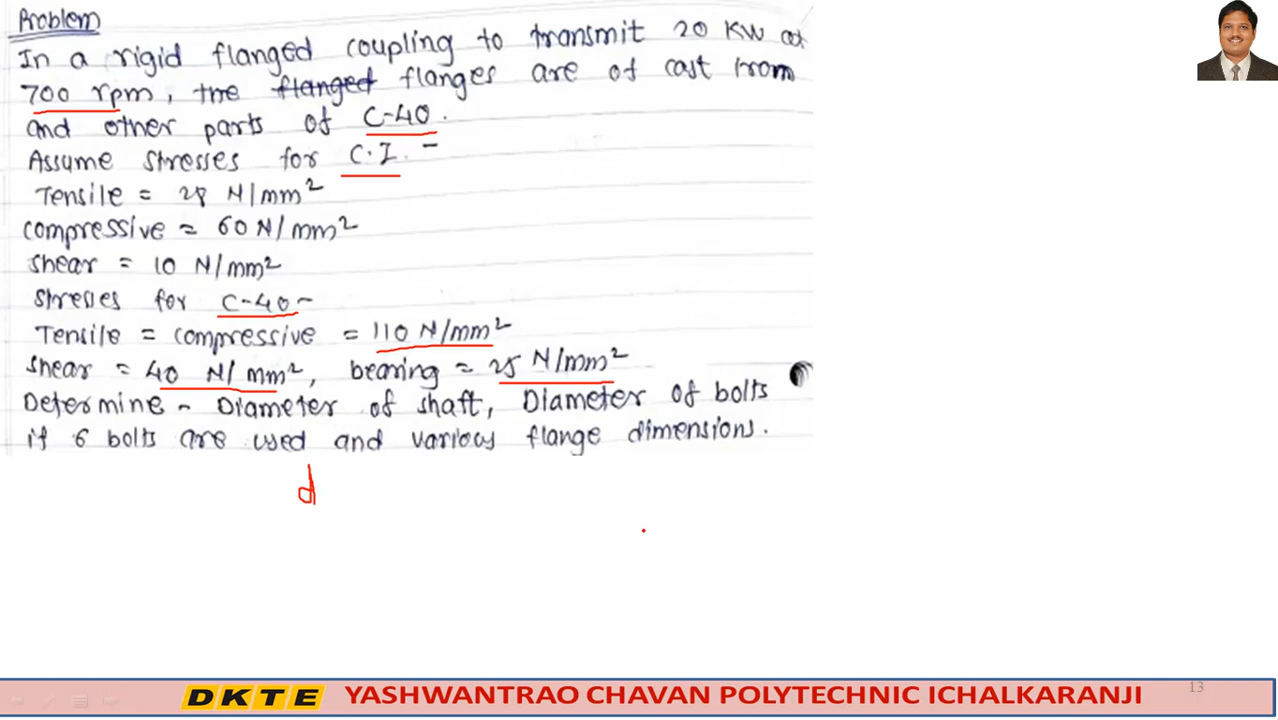 Problem
In a rigid flanged coupling to transmit 20 KW at
700 rpm, the flanged flanges are of cast iron
and other parts of C-40.
Assume stresses for C.I. -
Tensile = 28 N/mm²
compressive = 60 N/mm²
shear = 10 N/mm²
stresses for C-40 -
Tensile = compressive = 110 N/mm²
shear = 40 N/mm², bearing = 25 N/mm²
Determine - Diameter of shaft, Diameter of bolts
if 6 bolts are used and various flange dimensions.
d
DKTE YASHWANTRAO CHAVAN POLYTECHNIC ICHALKARANJI
13